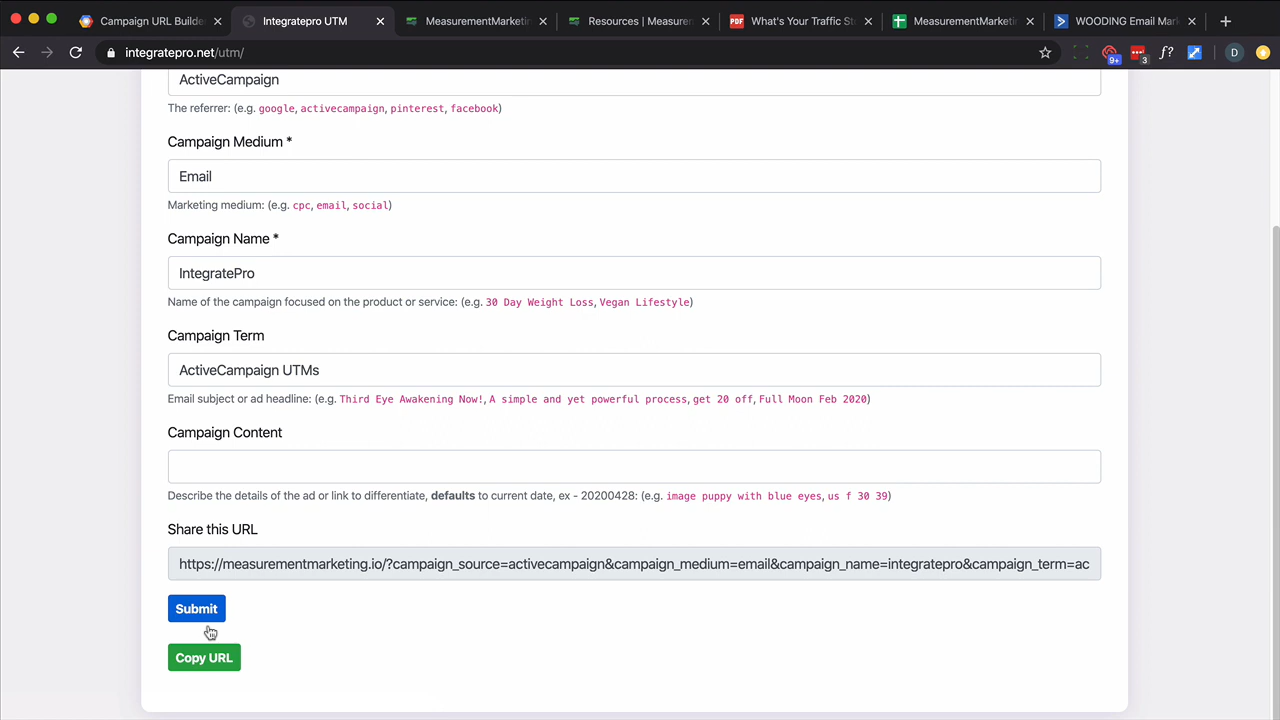 Campaign URL Builde
Integratepro UTM
MeasurementMarketin
Resources | Measurem
What's Your Traffic St
MeasurementMarketin
WOODING Email Mark
integratepro.net/utm/
9+
3
f?
D
ActiveCampaign
The referrer: (e.g. google, activecampaign, pinterest, facebook)
Campaign Medium *
Email
Marketing medium: (e.g. cpc, email, social)
Campaign Name *
IntegratePro
Name of the campaign focused on the product or service: (e.g. 30 Day Weight Loss, Vegan Lifestyle)
Campaign Term
ActiveCampaign UTMs
Email subject or ad headline: (e.g. Third Eye Awakening Now!, A simple and yet powerful process, get 20 off, Full Moon Feb 2020)
Campaign Content
Describe the details of the ad or link to differentiate, defaults to current date, ex - 20200428: (e.g. image puppy with blue eyes, us f 30 39)
Share this URL
https://measurementmarketing.io/?campaign_source=activecampaign&campaign_medium=email&campaign_name=integratepro&campaign_term=ac
Submit
Copy URL